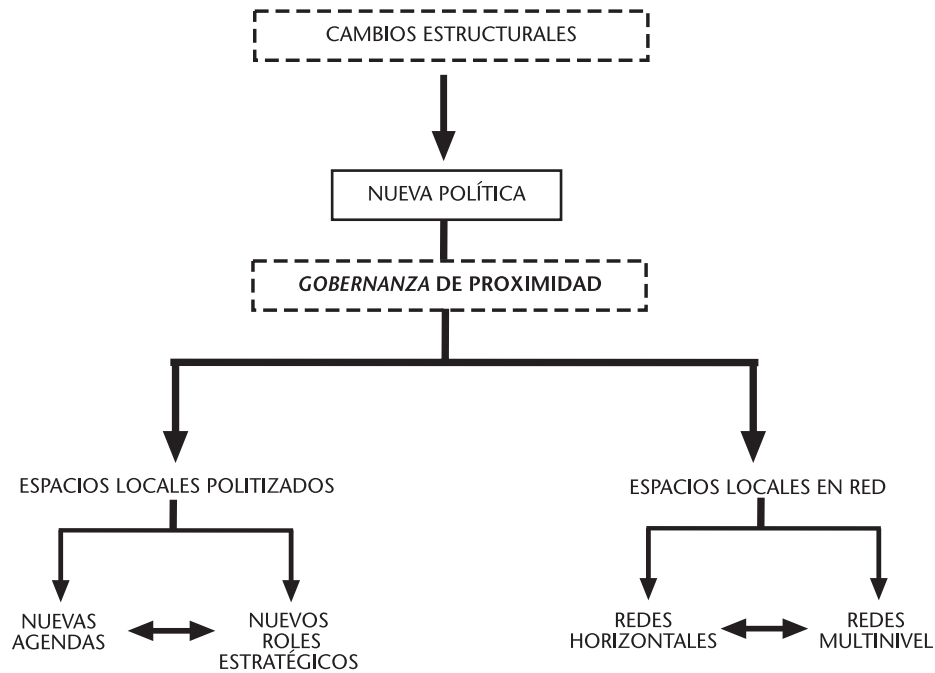 CAMBIOS ESTRUCTURALES
NUEVA POLÍTICA
GOBERNANZA DE PROXIMIDAD
ESPACIOS LOCALES POLITIZADOS
ESPACIOS LOCALES EN RED
NUEVAS
AGENDAS
NUEVOS
ROLES
ESTRATÉGICOS
REDES
HORIZONTALES
REDES
MULTINIVEL